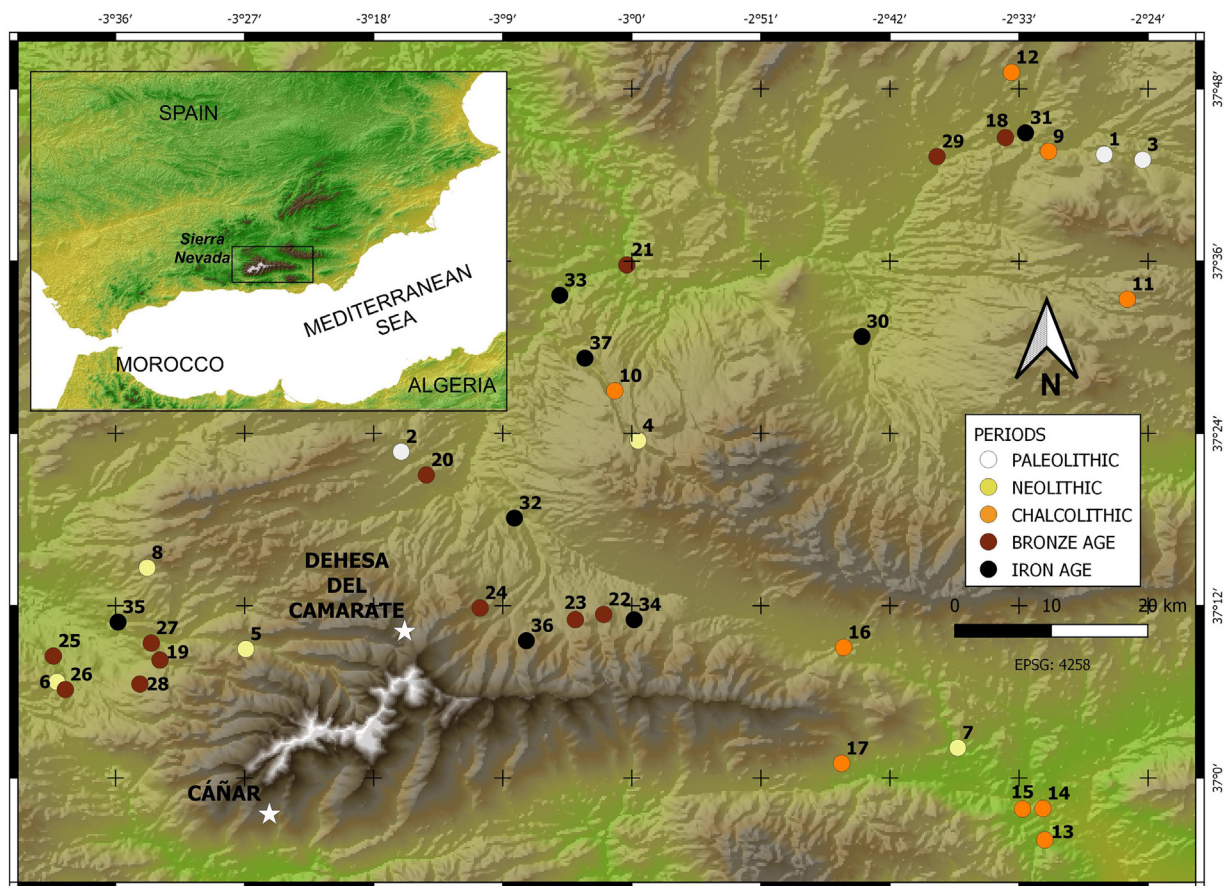 -3°36'
-3°27'
-3°18'
-3°9'
-3°0'
-2°51'
-2°42'
-2°33'
-2°24'
SPAIN
Sierra
Nevada
MEDITERRANEAN
SEA
MOROCCO
ALGERIA
12
37°48'
18
31
29
9
1
3
21
37°36'
33
11
30
37
10
N
4
37°24'
2
20
PERIODS
PALEOLITHIC
NEOLITHIC
CHALCOLITHIC
BRONZE AGE
IRON AGE
32
8
DEHESA
DEL
CAMARATE
24
23
22
34
37°12'
0
10
20 km
35
27
36
16
25
19
5
EPSG: 4258
6
26
28
7
17
37°0'
CÁÑAR
15
14
13